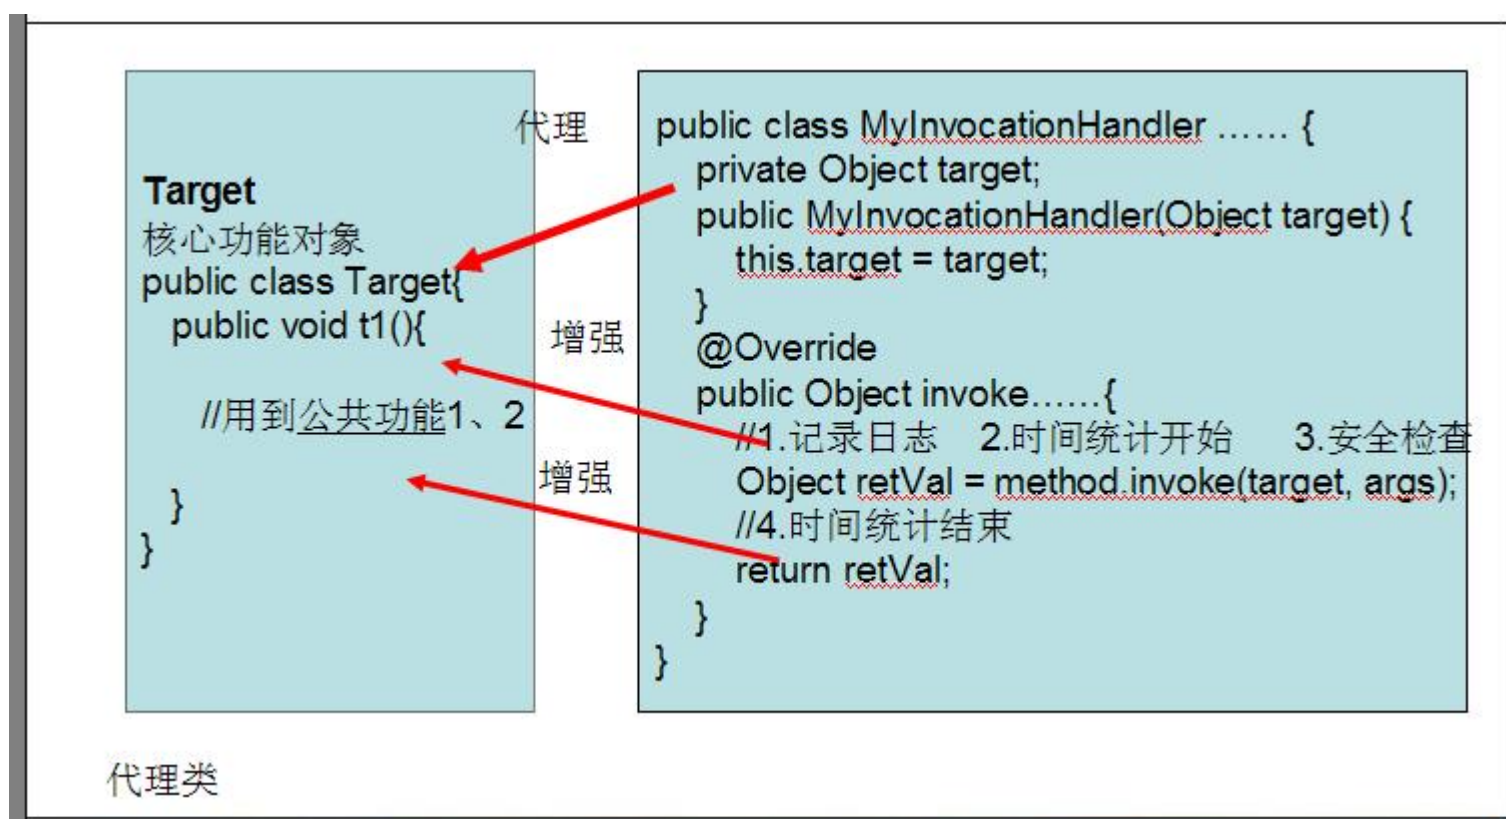 Target
核心功能对象
public class Target{
public void t1(){
//用到公共功能1、2
}
}
代理
增强
增强
public class MyInvocationHandler …… {
private Object target;
public MyInvocationHandler(Object target) {
this.target = target;
}
@Override
public Object invoke……{
//1.记录日志 2.时间统计开始 3.安全检查
Object retVal = method.invoke(target, args);
//4.时间统计结束
return retVal;
}
}
代理类